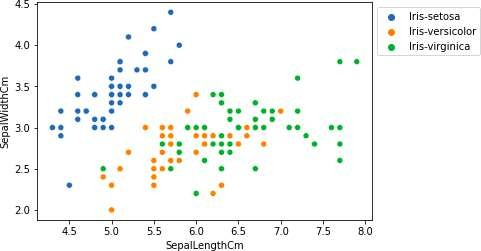 4.5
4.0
3.5
3.0
2.5
2.0
SepalWidthCm
4.5 5.0 5.5 6.0 6.5 7.0 7.5 8.0
SepalLengthCm
Iris-setosa
Iris-versicolor
Iris-virginica